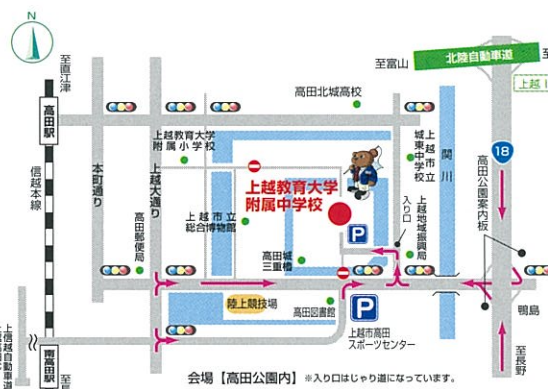 N
至直江津
高田駅
信越本線
本町通り
上越大通り
上越教育大学
附属小学校
高田北城高校
至富山
北陸自動車道
上越I
上越市立
城東中学校
関川
18
高田公園案内板
上越教育大学
附属中学校
入り口
上越地域振興局
P
高田郵便局
上越市立
総合博物館
高田城
三重櫓
陸上競技場
高田図書館
P
上越市高田
スポーツセンター
鴨島
至長野
南高田駅
上信越自動車道
至
会場【高田公園内】 ※入り口はじゃり道になっています。